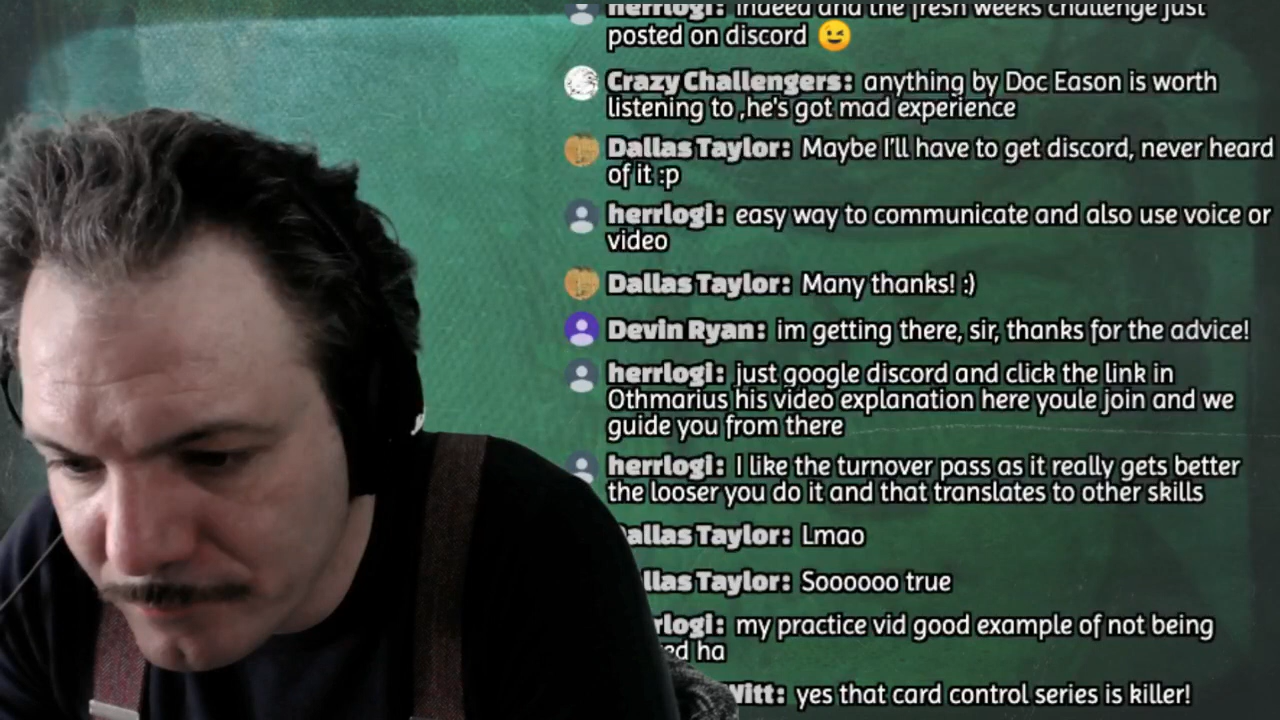 herrlogi: indeed and the fresh weeks challenge just
posted on discord 😉
Crazy Challengers: anything by Doc Eason is worth
listening to ,he's got mad experience
Dallas Taylor: Maybe I'll have to get discord, never heard
of it :p
herrlogi: easy way to communicate and also use voice or
video
Dallas Taylor: Many thanks! :)
Devin Ryan: im getting there, sir, thanks for the advice!
herrlogi: just google discord and click the link in
Othmarius his video explanation here youle join and we
guide you from there
herrlogi: I like the turnover pass as it really gets better
the looser you do it and that translates to other skills
allas Taylor: Lmao
llas Taylor: Soooooo true
rlogi: my practice vid good example of not being
ed ha
Witt: yes that card control series is killer!